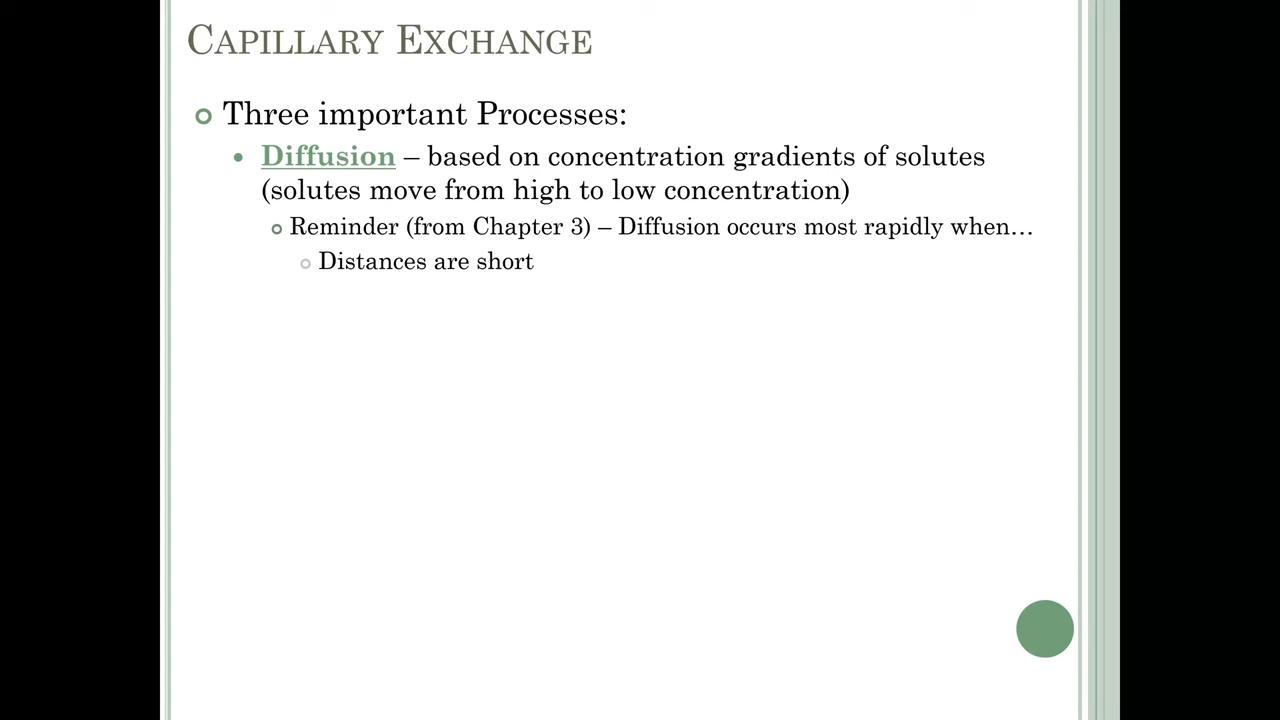 CAPILLARY EXCHANGE
Three important Processes:
Diffusion – based on concentration gradients of solutes
(solutes move from high to low concentration)
Reminder (from Chapter 3) – Diffusion occurs most rapidly when…
Distances are short